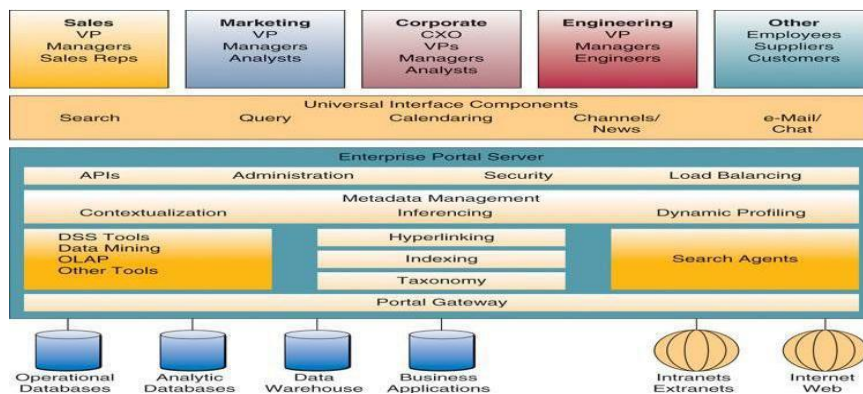 Sales
VP
Managers
Sales Reps
Marketing
VP
Managers
Analysts
Corporate
CXO
VPs
Managers
Analysts
Engineering
VP
Managers
Engineers
Other
Employees
Suppliers
Customers
Universal Interface Components
Search Query Calendaring Channels/ e-Mail/
News Chat
Enterprise Portal Server
APIs Administration Security Load Balancing
Metadata Management
Contextualization Inferencing Dynamic Profiling
DSS Tools
Data Mining
OLAP
Other Tools
Hyperlinking
Indexing
Taxonomy
Search Agents
Portal Gateway
Operational
Databases
Analytic
Databases
Data
Warehouse
Business
Applications
Intranets
Extranets
Internet
Web